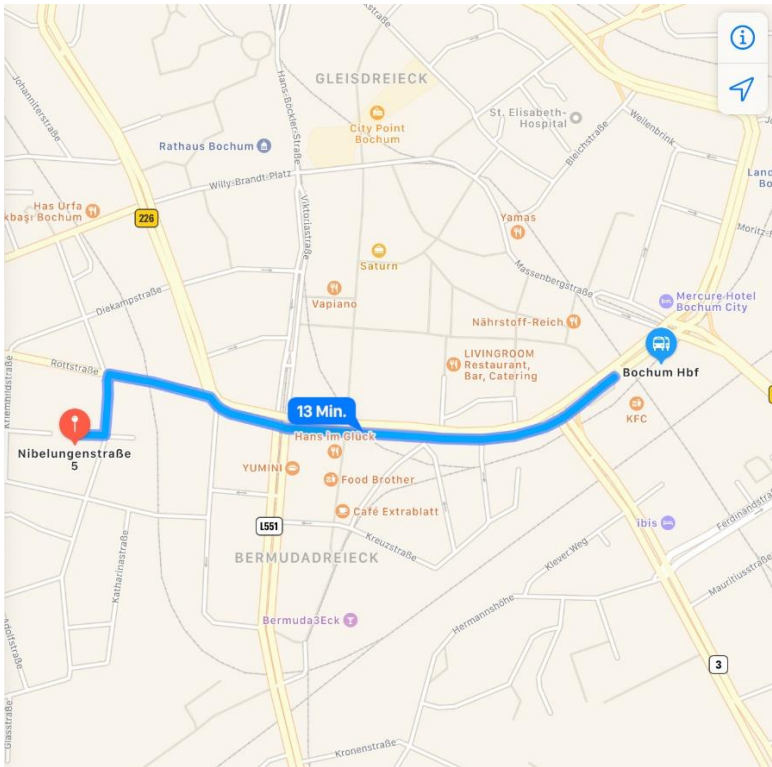 GLEISDREIECK
Johanniterstraße
Hans-Böckler-Straße
City Point
Bochum
St. Elisabeth-
Hospital
Wellenbrink
Bleichstraße
Rathaus Bochum
Willy-Brandt-Platz
Land
Bo
Has Urfa
kbaşı Bochum
226
Viktoriastraße
Yamas
Moritz-F
Saturn
Massenbergstraße
Diekampstraße
Vapiano
Mercure Hotel
Bochum City
Nährstoff-Reich
LIVINGROOM
Restaurant,
Bar, Catering
Bochum Hbf
Rottstraße
Kriemhildstraße
KFC
13 Min.
Hans im Glück
Nibelungenstraße
5
YUMINI
Food Brother
Café Extrablatt
L551
Kreuzstraße
ibis
Ferdinandstraße
BERMUDADREIECK
Klever Weg
Katharinastraße
Mauritiusstraße
Hermannshöhe
Bermuda3Eck
Adolfstraße
3
Glasstraße
Kronenstraße